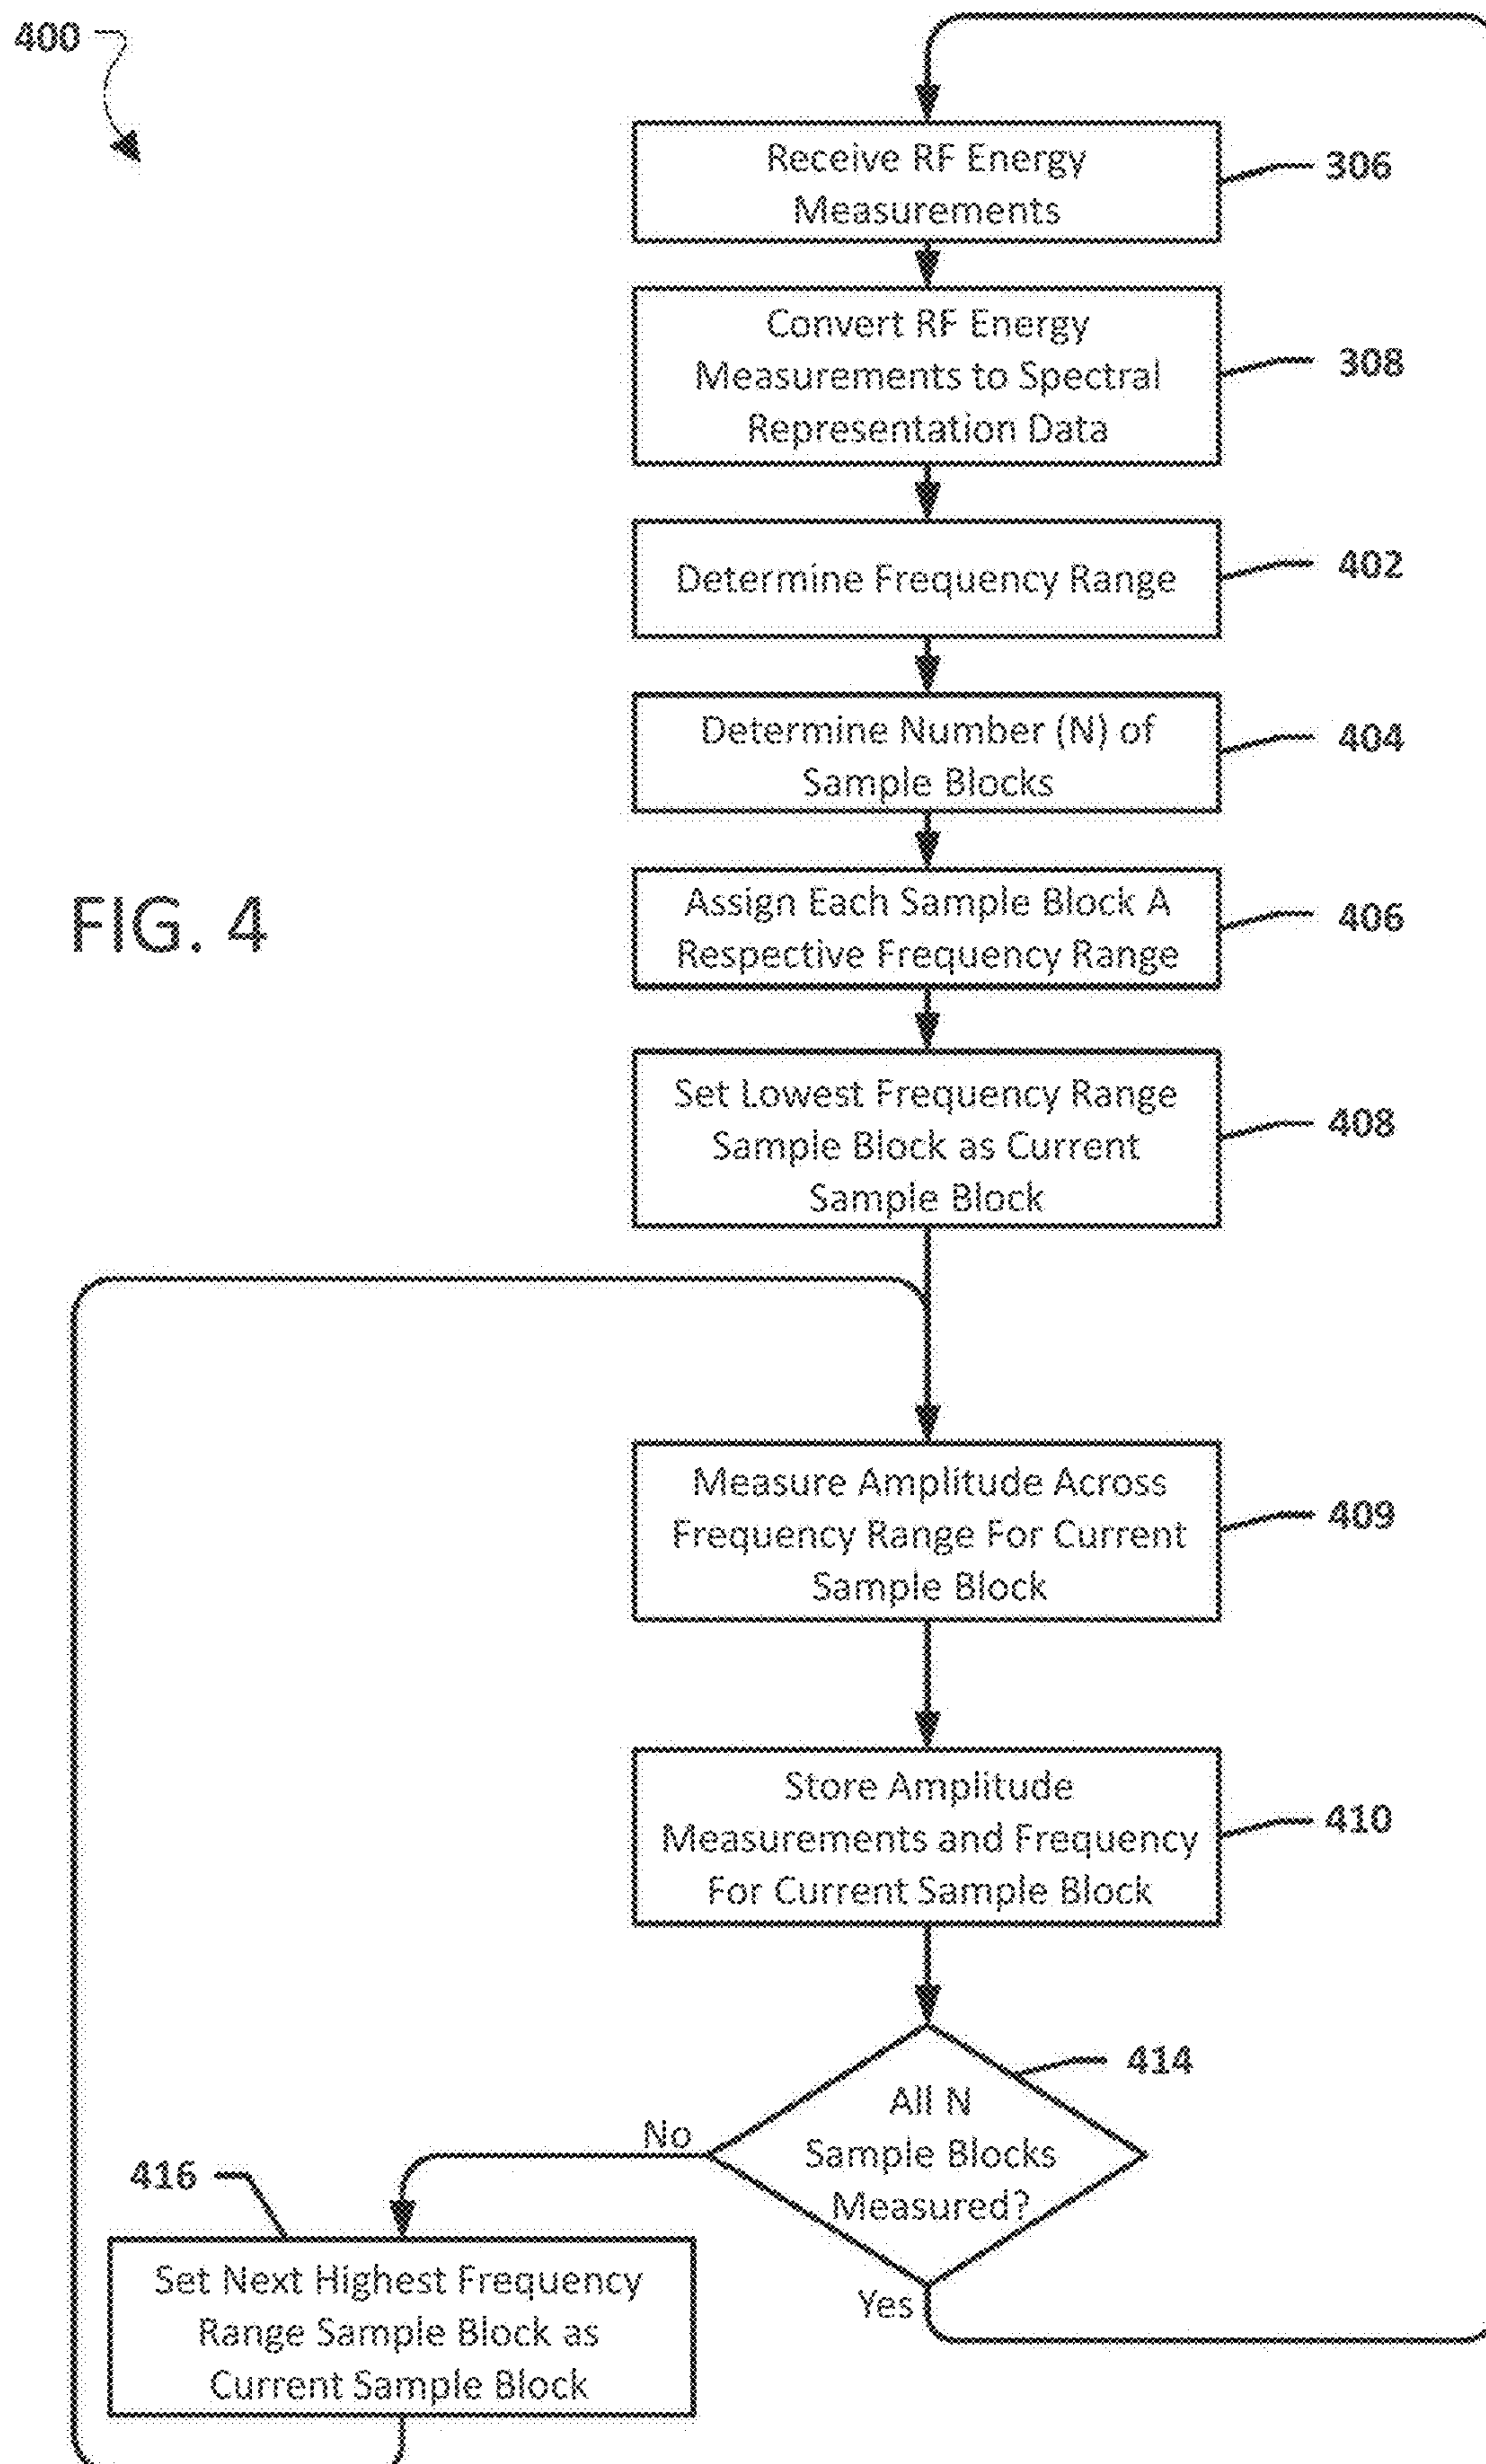 400
Receive RF Energy
Measurements
306
Convert RF Energy
Measurements to Spectral
Representation Data
308
Determine Frequency Range
402
Determine Number (N) of
Sample Blocks
404
FIG. 4
Assign Each Sample Block A
Respective Frequency Range
406
Set Lowest Frequency Range
Sample Block as Current
Sample Block
408
Measure Amplitude Across
Frequency Range For Current
Sample Block
409
Store Amplitude
Measurements and Frequency
For Current Sample Block
410
All N
Sample Blocks
Measured?
414
No
Yes
416
Set Next Highest Frequency
Range Sample Block as
Current Sample Block